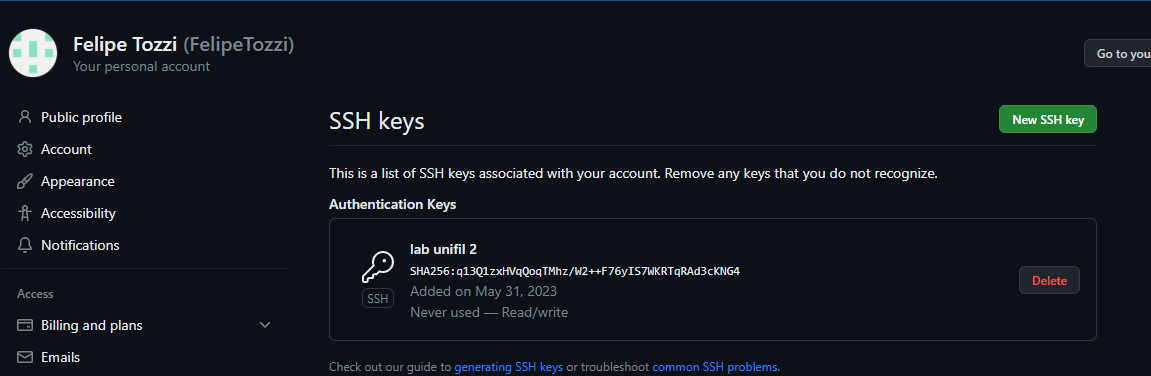 Felipe Tozzi (FelipeTozzi)
Your personal account
Go to you
Public profile
Account
Appearance
Accessibility
Notifications
Access
Billing and plans
Emails
SSH keys
New SSH key
This is a list of SSH keys associated with your account. Remove any keys that you do not recognize.
Authentication Keys
lab unifil 2
SHA256:q13Q1zxHVqQoqTMhz/W2++F76yIS7WKRTqRAd3cKNG4
SSH
Added on May 31, 2023
Never used — Read/write
Delete
Check out our guide to generating SSH keys or troubleshoot common SSH problems.